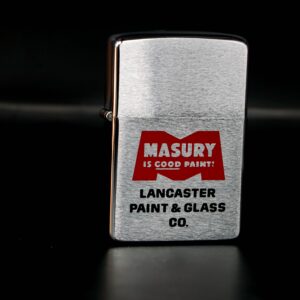 MASURY
IS GOOD PAINT!
LANCASTER
PAINT & GLASS
CO.